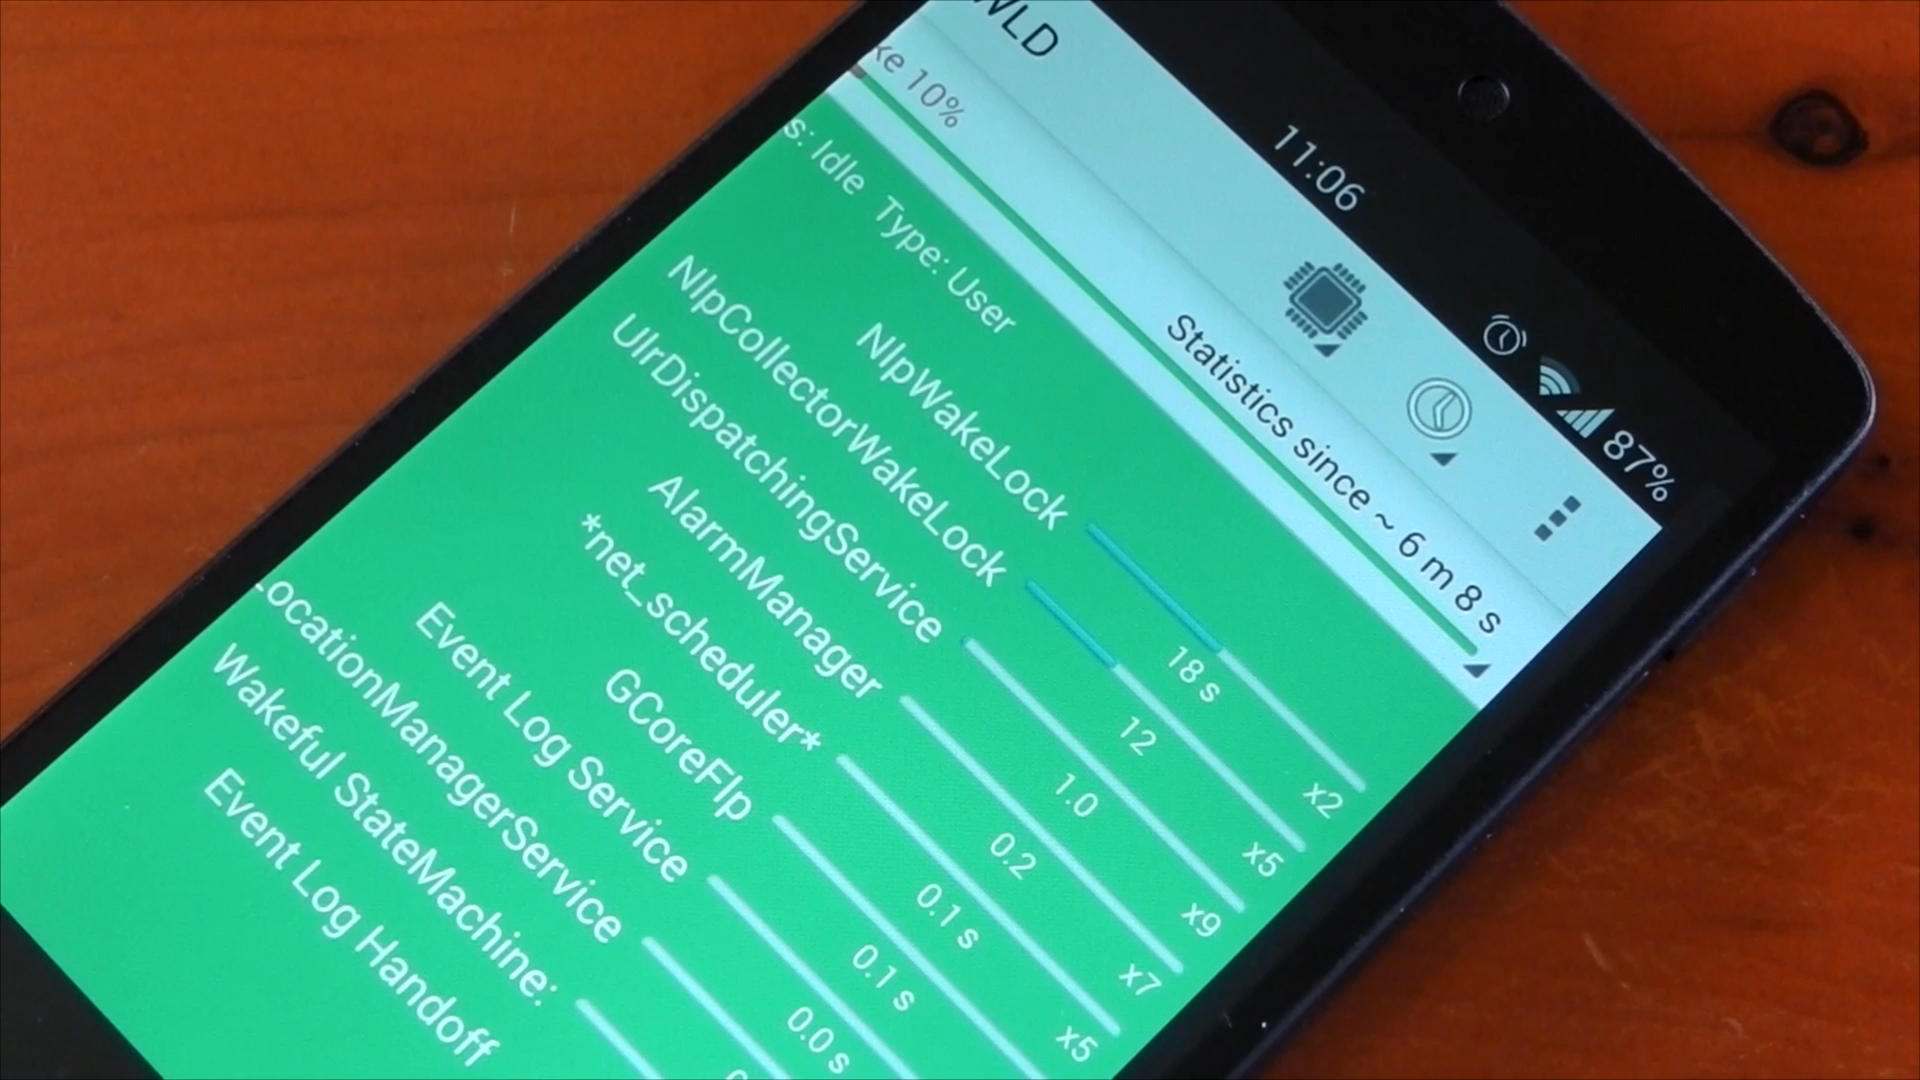 11:06 87%
WLD
10% Statistics since ~ 6 m 8 s
s: Idle Type: User
NlpWakeLock 18 s x2
NlpCollectorWakeLock 12 x5
UlrDispatchingService 1.0 x9
AlarmManager 0.2 x7
*net_scheduler* 0.1 s x5
GCoreFlp 0.1 s
Event Log Service 0.0 s
LocationManagerService
Wakeful StateMachine:
Event Log Handoff